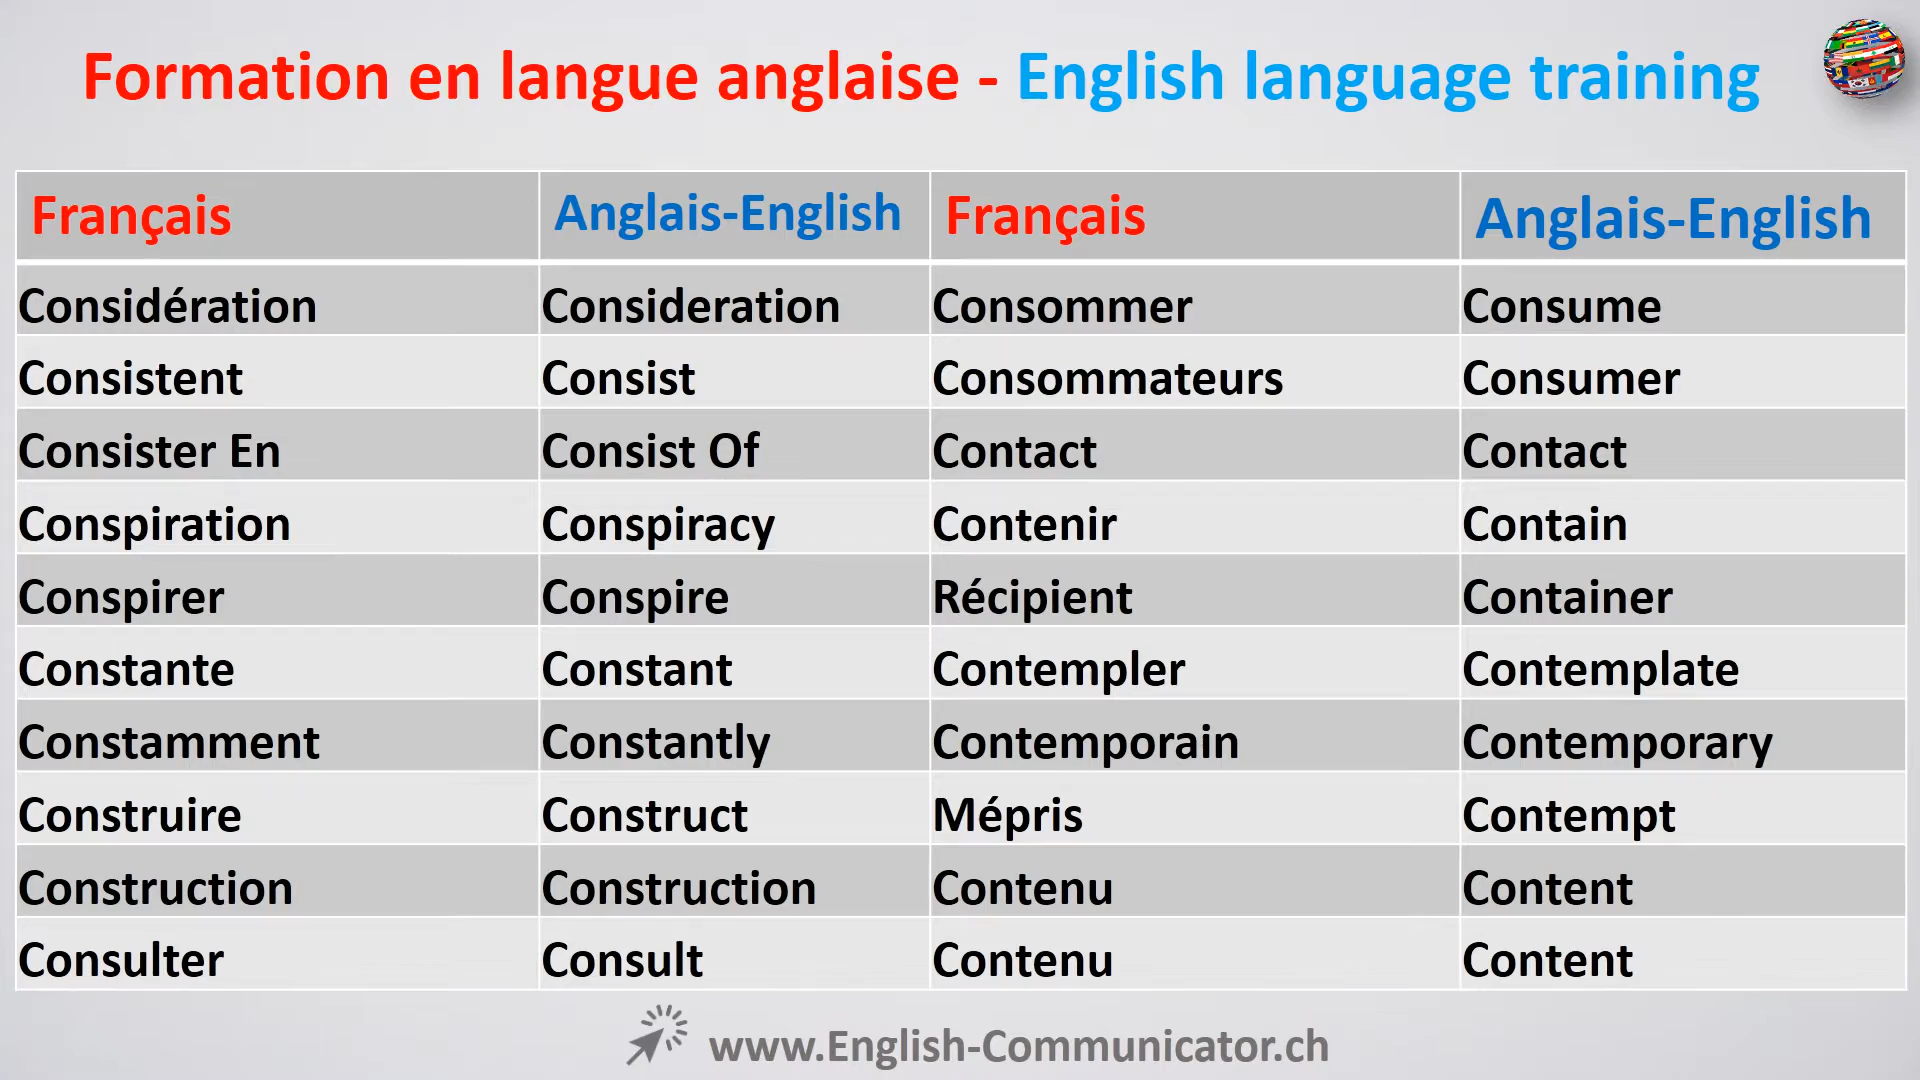 Formation en langue anglaise - English language training
Français Anglais-English Français Anglais-English
Considération Consideration Consommer Consume
Consistent Consist Consommateurs Consumer
Consister En Consist Of Contact Contact
Conspiration Conspiracy Contenir Contain
Conspirer Conspire Récipient Container
Constante Constant Contempler Contemplate
Constamment Constantly Contemporain Contemporary
Construire Construct Mépris Contempt
Construction Construction Contenu Content
Consulter Consult Contenu Content
www.English-Communicator.ch